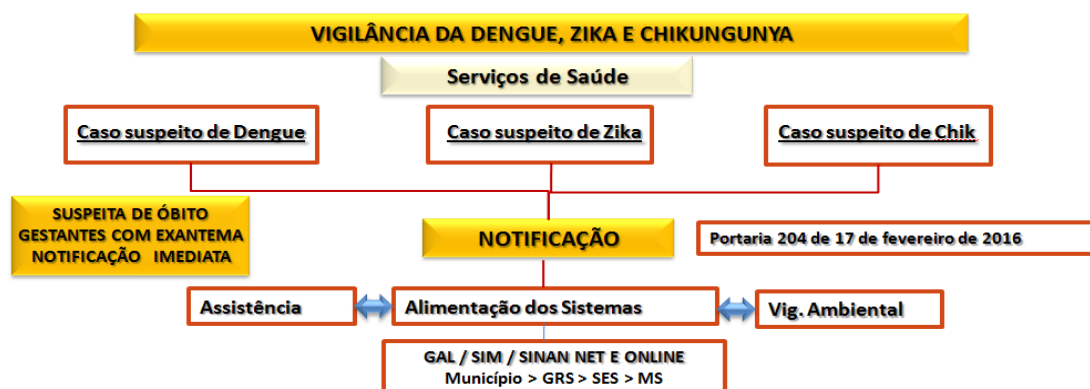 VIGILÂNCIA DA DENGUE, ZIKA E CHIKUNGUNYA
Serviços de Saúde
Caso suspeito de Dengue
Caso suspeito de Zika
Caso suspeito de Chik
SUSPEITA DE ÓBITO
GESTANTES COM EXANTEMA
NOTIFICAÇÃO IMEDIATA
NOTIFICAÇÃO
Portaria 204 de 17 de fevereiro de 2016
Assistência
Alimentação dos Sistemas
Vig. Ambiental
GAL / SIM / SINAN NET E ONLINE
Município > GRS > SES > MS